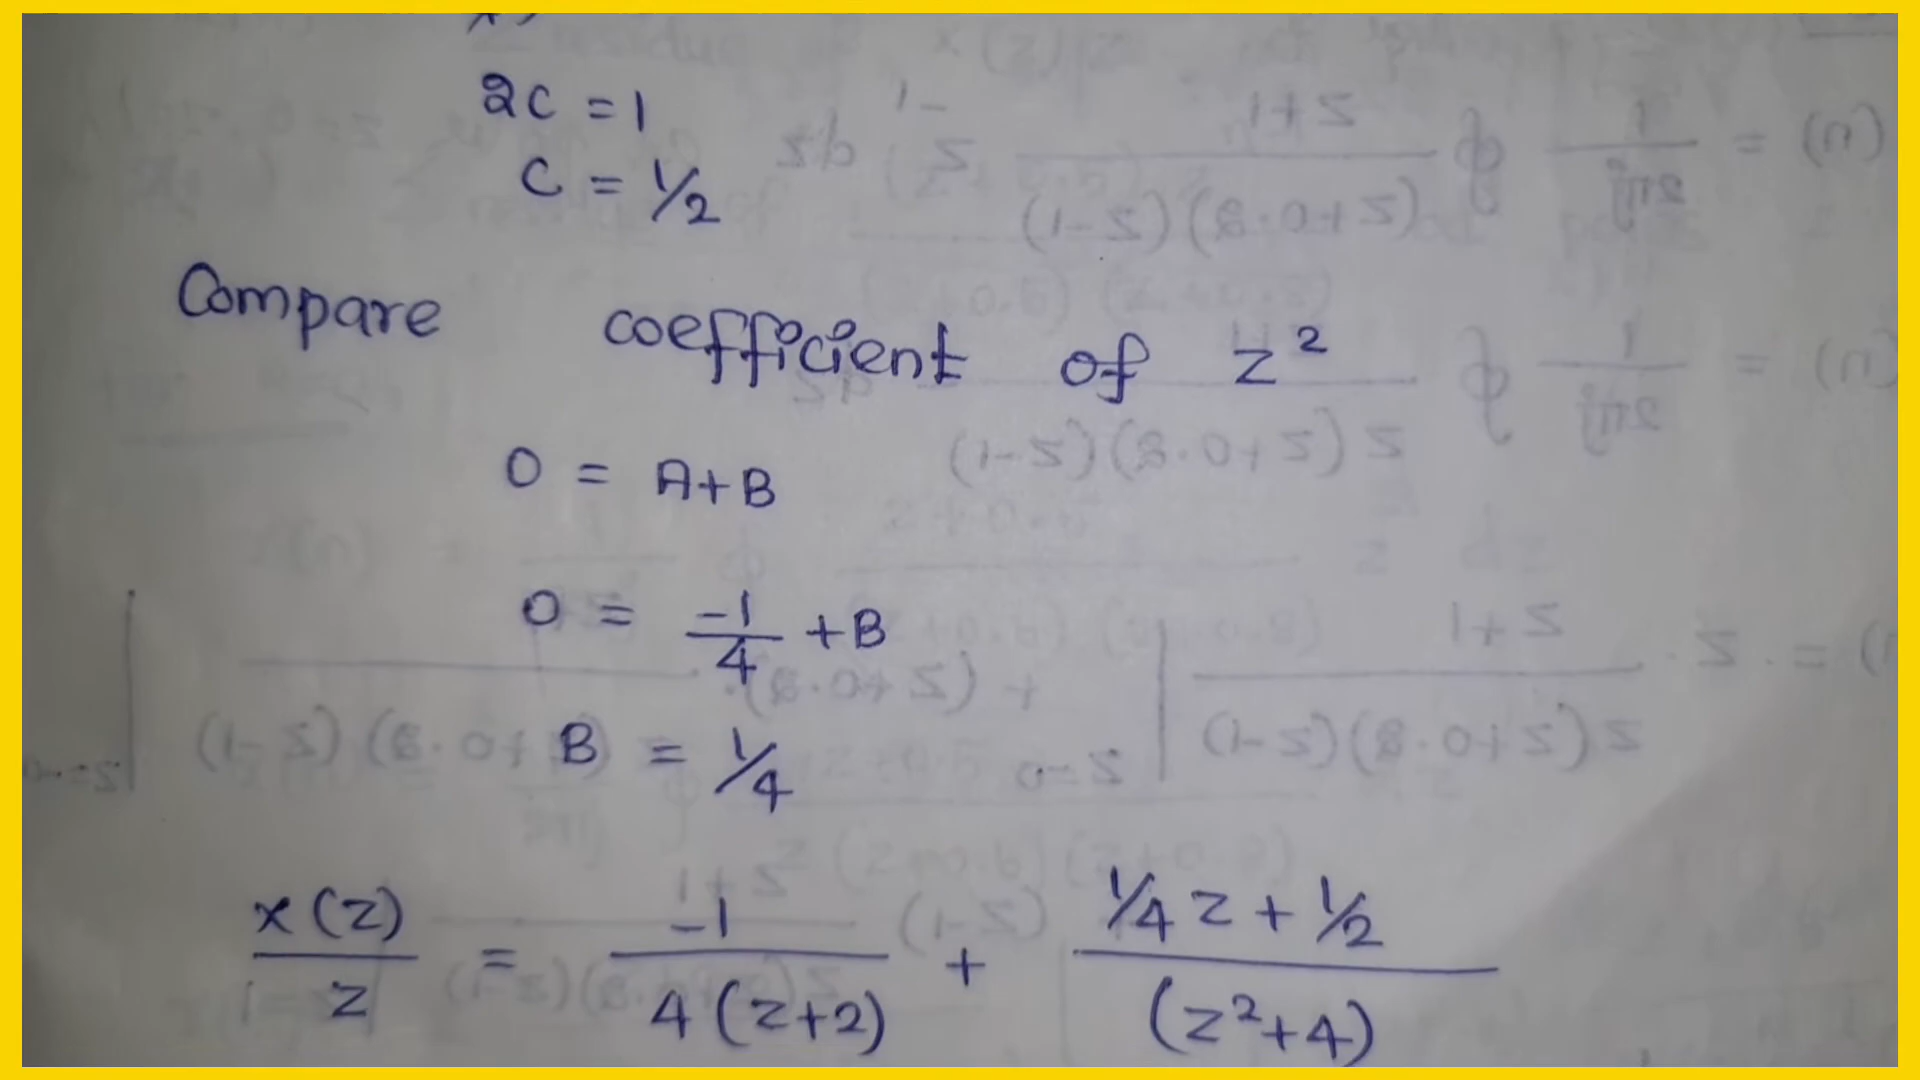 2C = 1
C = 1/2
Compare coefficient of z²
0 = A+B
0 = -1/4 + B
B = 1/4
x(z)/z = -1/4(z+2) + 1/4 z + 1/2/(z²+4)